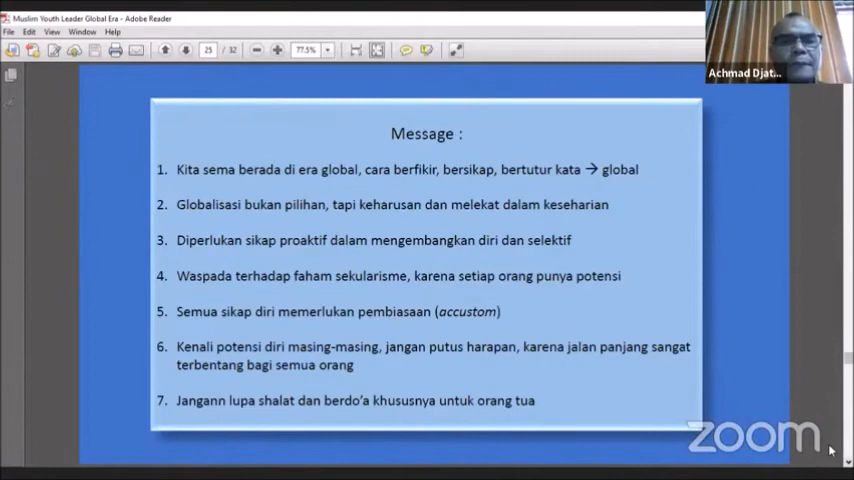 Muslim Youth Leader Global Era - Adobe Reader
File Edit View Window Help
25 / 32 77.5%
Achmad Djat...
Message :
1. Kita sema berada di era global, cara berfikir, bersikap, bertutur kata → global
2. Globalisasi bukan pilihan, tapi keharusan dan melekat dalam keseharian
3. Diperlukan sikap proaktif dalam mengembangkan diri dan selektif
4. Waspada terhadap faham sekularisme, karena setiap orang punya potensi
5. Semua sikap diri memerlukan pembiasaan (accustom)
6. Kenali potensi diri masing-masing, jangan putus harapan, karena jalan panjang sangat
terbentang bagi semua orang
7. Jangann lupa shalat dan berdo'a khususnya untuk orang tua
zoom